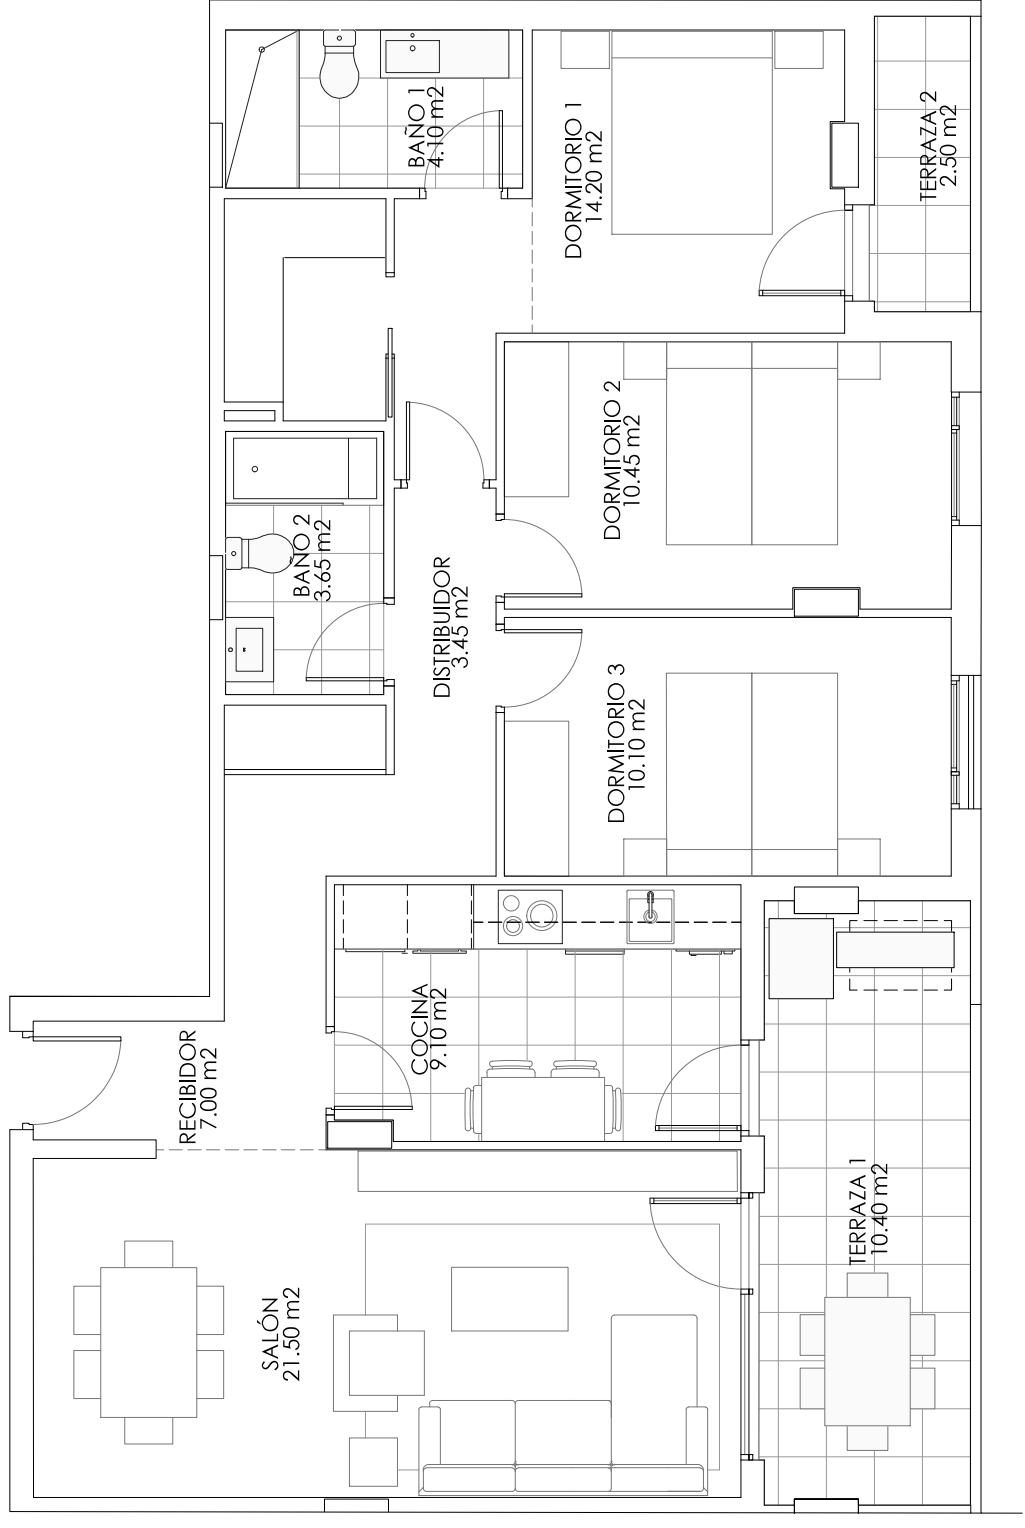 BAÑO 1
4.10 m2
DORMITORIO 1
14.20 m2
TERRAZA 2
2.50 m2
DORMITORIO 2
10.45 m2
BAÑO 2
3.65 m2
DISTRIBUIDOR
3.45 m2
DORMITORIO 3
10.10 m2
COCINA
9.10 m2
RECIBIDOR
7.00 m2
TERRAZA 1
10.40 m2
SALÓN
21.50 m2